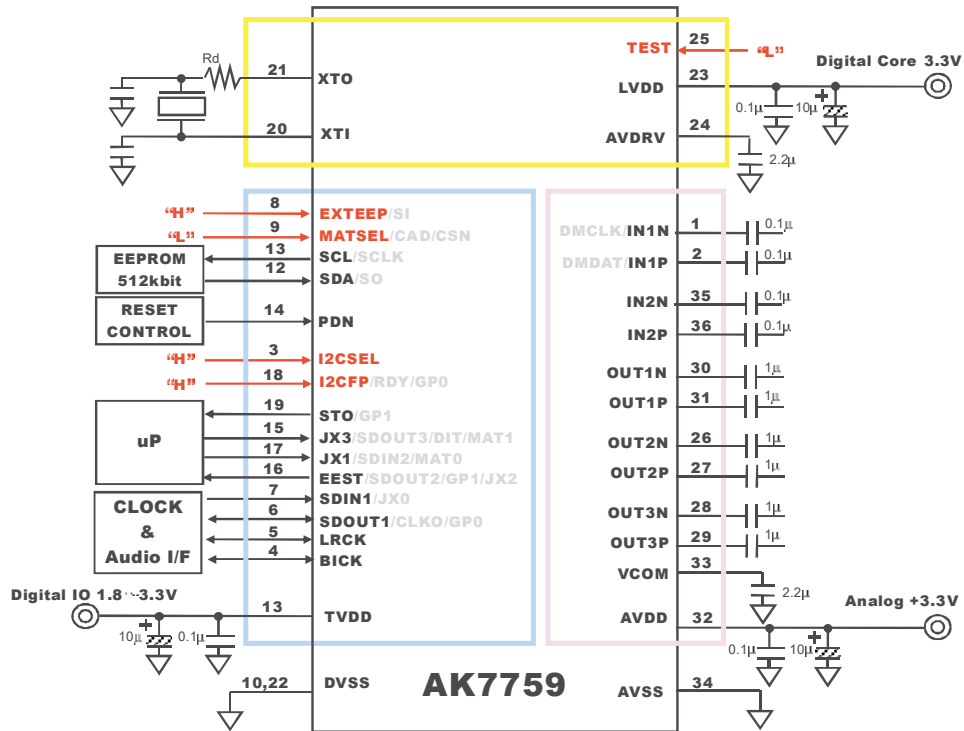 TEST
25
"L"
Digital Core 3.3V
Rd
21
XTO
LVDD
23
0.1µ
10µ
+
20
XTI
AVDRV
24
2.2µ
"H"
8
EXTEEP/SI
"L"
9
MATSEL/CAD/CSN
EEPROM
512kbit
13
SCL/SCLK
12
SDA/SO
RESET
CONTROL
14
PDN
"H"
3
I2CSEL
"H"
18
I2CFP/RDY/GP0
uP
19
STO/GP1
15
JX3/SDOUT3/DIT/MAT1
17
JX1/SDIN2/MAT0
16
EEST/SDOUT2/GP1/JX2
CLOCK
&
Audio I/F
7
SDIN1/JX0
6
SDOUT1/CLKO/GP0
5
LRCK
4
BICK
Digital IO 1.8~3.3V
13
TVDD
+
10µ
0.1µ
10,22
DVSS
DMCLK/IN1N
1
0.1µ
DMDAT/IN1P
2
0.1µ
IN2N
35
0.1µ
IN2P
36
0.1µ
OUT1N
30
1µ
OUT1P
31
1µ
OUT2N
26
1µ
OUT2P
27
1µ
OUT3N
28
1µ
OUT3P
29
1µ
VCOM
33
2.2µ
Analog +3.3V
AVDD
32
0.1µ
10µ
+
AK7759
AVSS
34